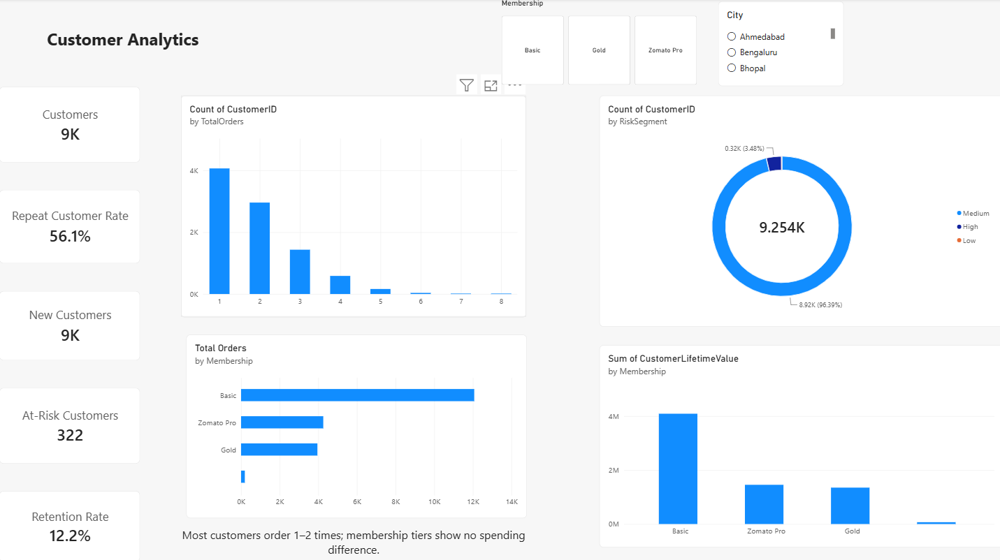 Customer Analytics
Membership
Basic
Gold
Zomato Pro
City
Ahmedabad
Bengaluru
Bhopal
Customers
9K
Repeat Customer Rate
56.1%
New Customers
9K
At-Risk Customers
322
Retention Rate
12.2%
Count of CustomerID
by TotalOrders
4K
2K
0K
1 2 3 4 5 6 7 8
Total Orders
by Membership
Basic
Zomato Pro
Gold
0K 2K 4K 6K 8K 10K 12K 14K
Most customers order 1–2 times; membership tiers show no spending
difference.
Count of CustomerID
by RiskSegment
0.32K (3.48%)
9.254K
8.92K (96.39%)
Medium
High
Low
Sum of CustomerLifetimeValue
by Membership
4M
2M
0M
Basic Zomato Pro Gold